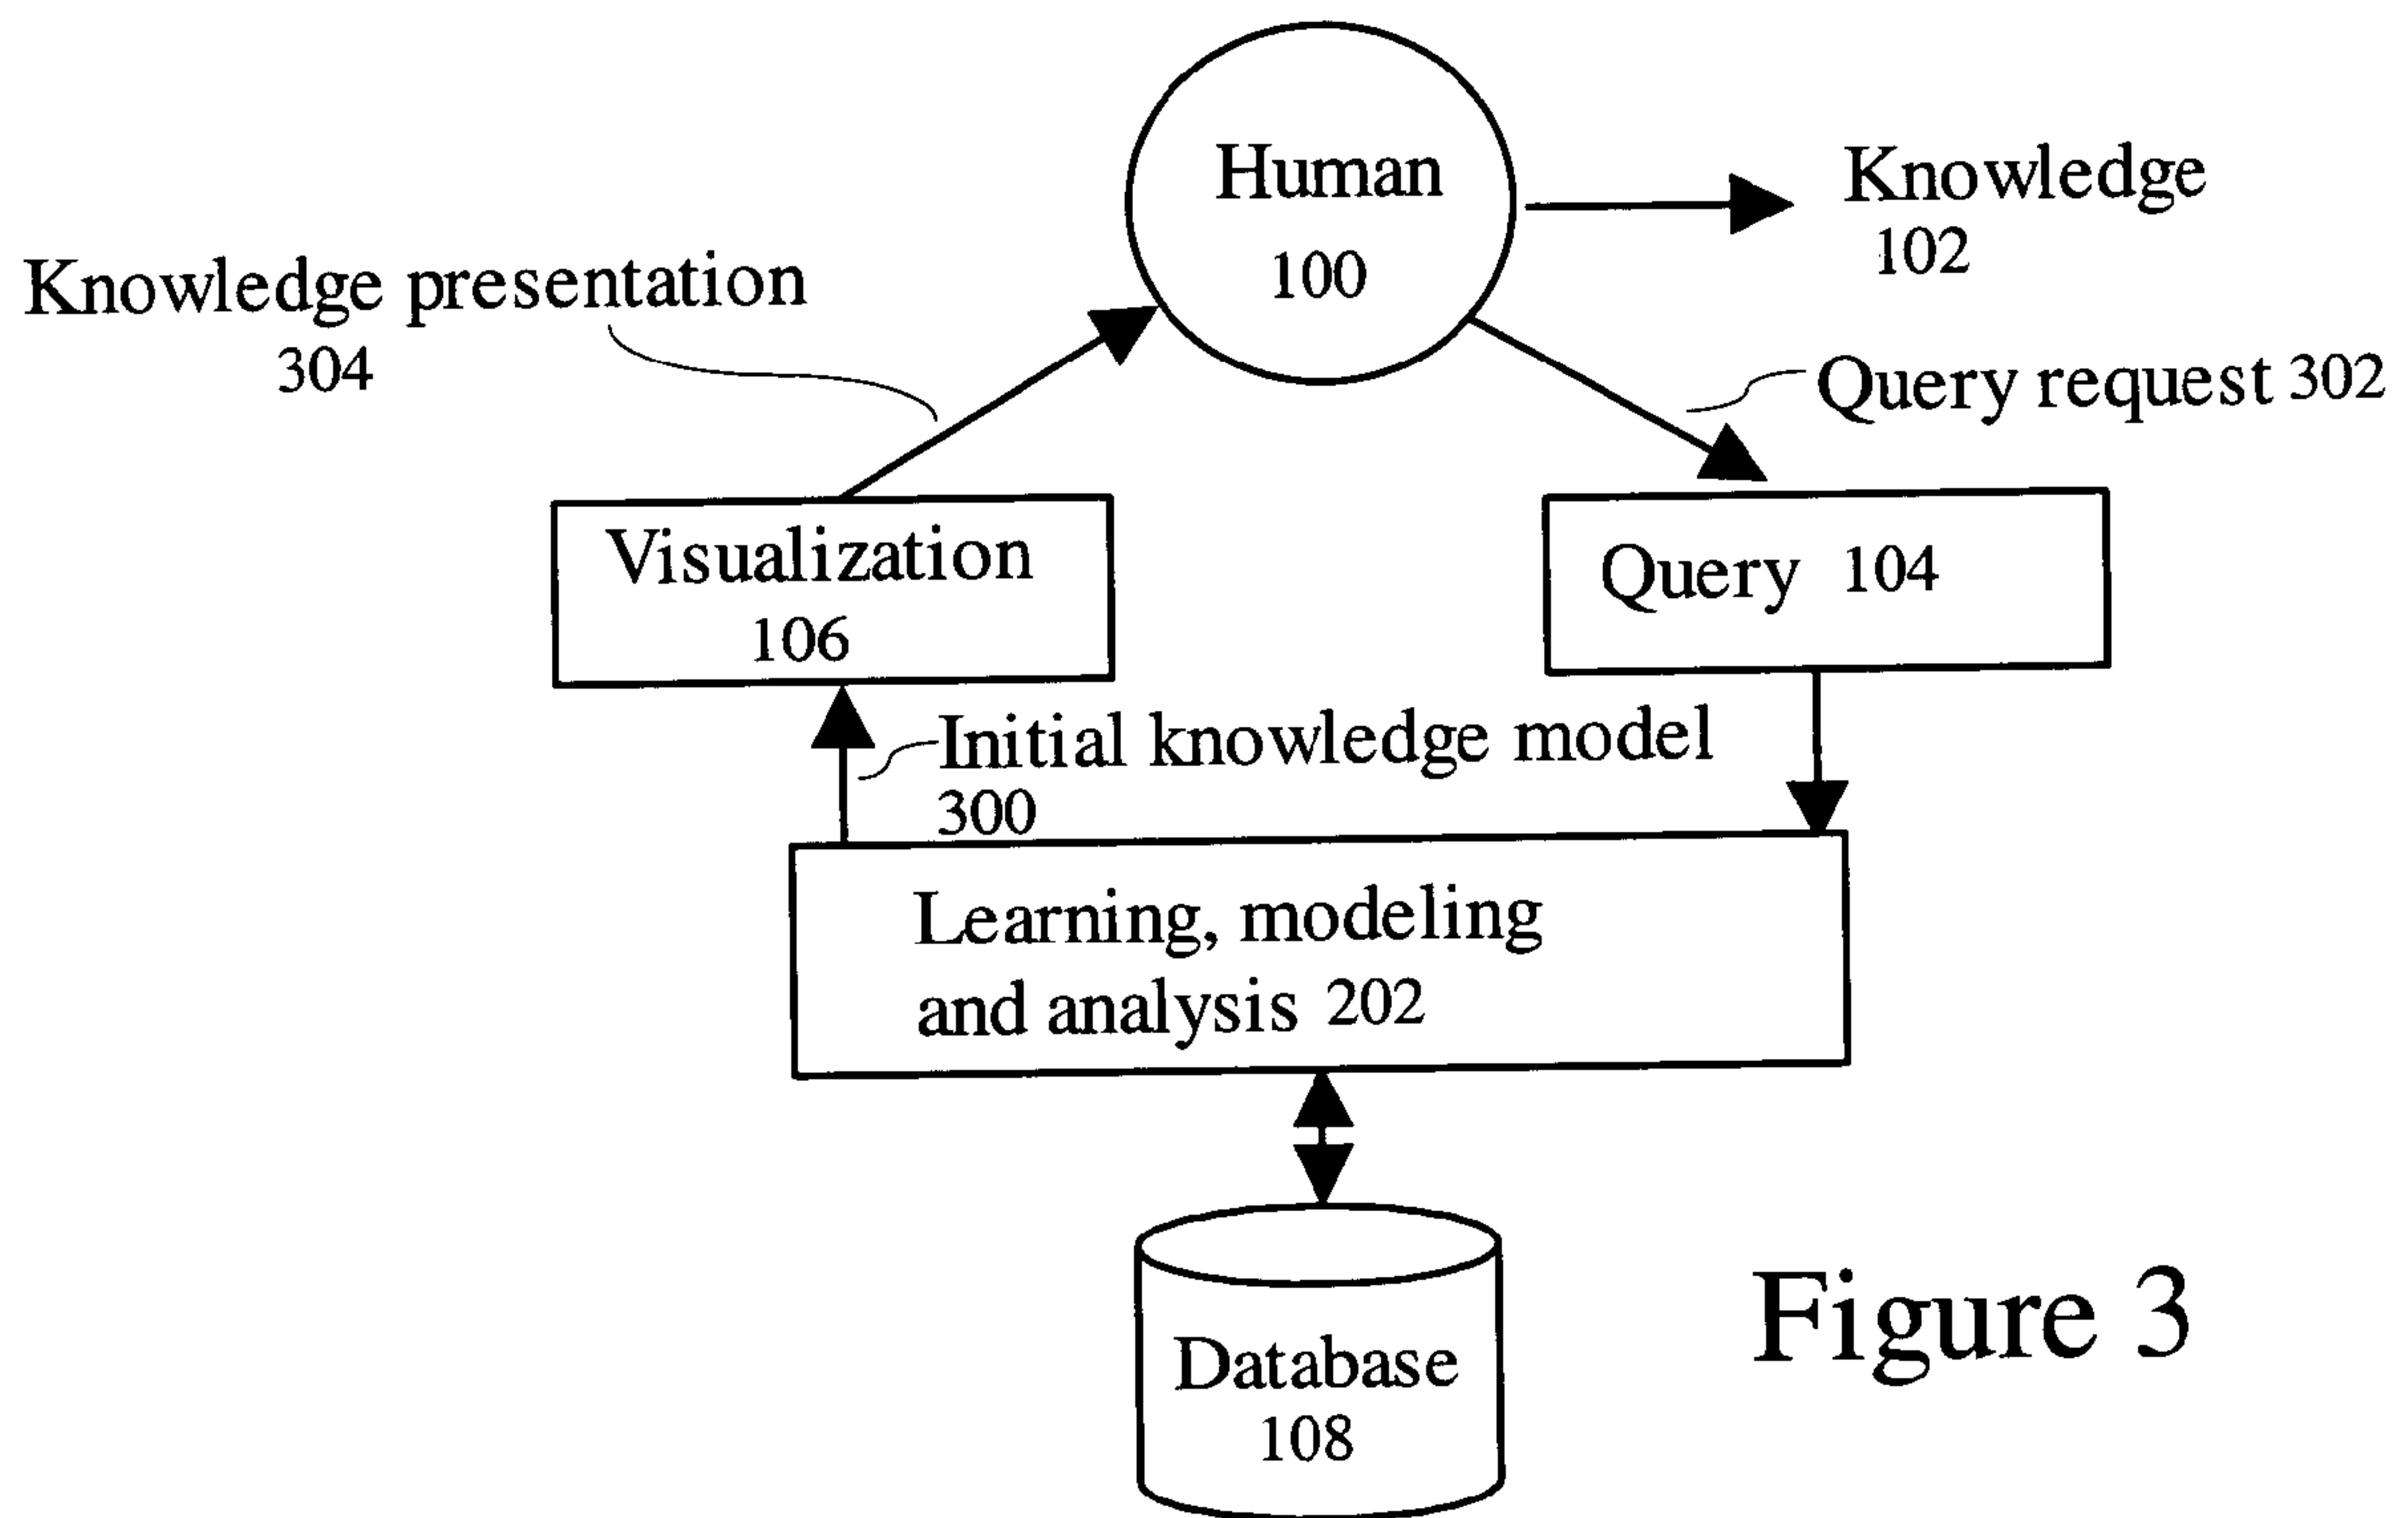 Human
100
Knowledge
102
Knowledge presentation
304
Query request 302
Visualization
106
Query 104
Initial knowledge model
300
Learning, modeling
and analysis 202
Database
108
Figure 3